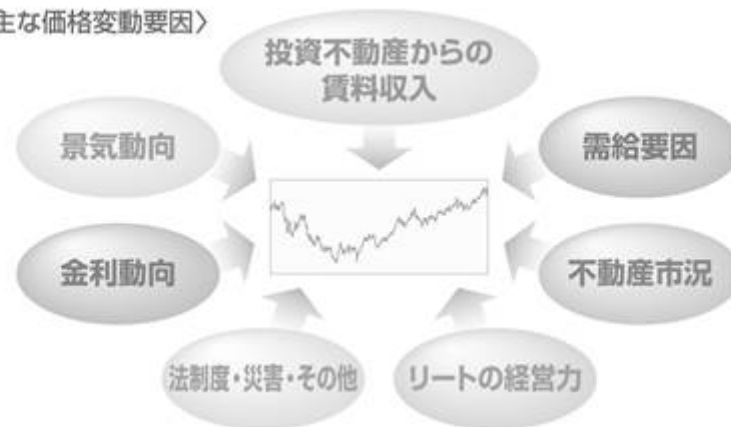 主な価格変動要因〉
投資不動産からの
賃料収入
景気動向
需給要因
金利動向
不動産市況
法制度・災害・その他
リートの経営力